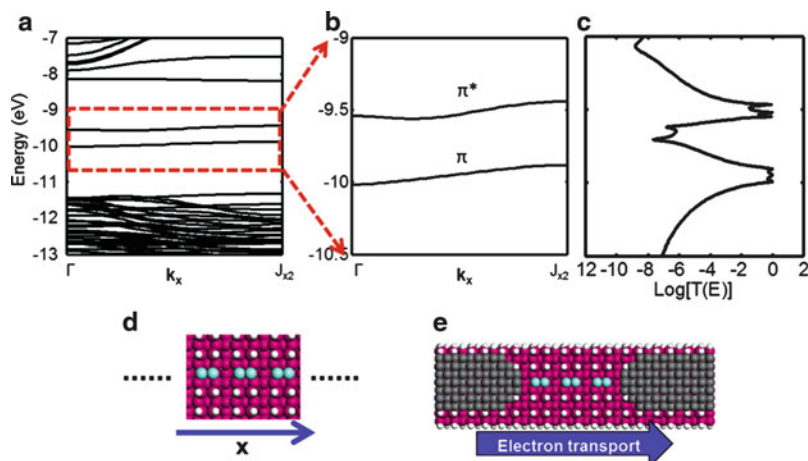 a
b
c
-7
-8
-9
-10
-11
-12
-13
Energy (eV)
Γ
kx
Jx2
-9
-9.5
-10
-10.5
π*
π
Γ
kx
Jx2
12 -10 -8 -6 -4 -2 0 2
Log[T(E)]
d
e
......
......
x
Electron transport